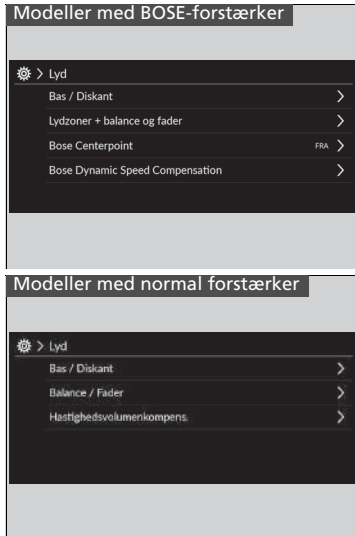 Modeller med BOSE-forstærker
> Lyd
Bas / Diskant >
Lydzoner + balance og fader >
Bose Centerpoint FRA >
Bose Dynamic Speed Compensation >
Modeller med normal forstærker
> Lyd
Bas / Diskant >
Balance / Fader >
Hastighedsvolumenkompens. >